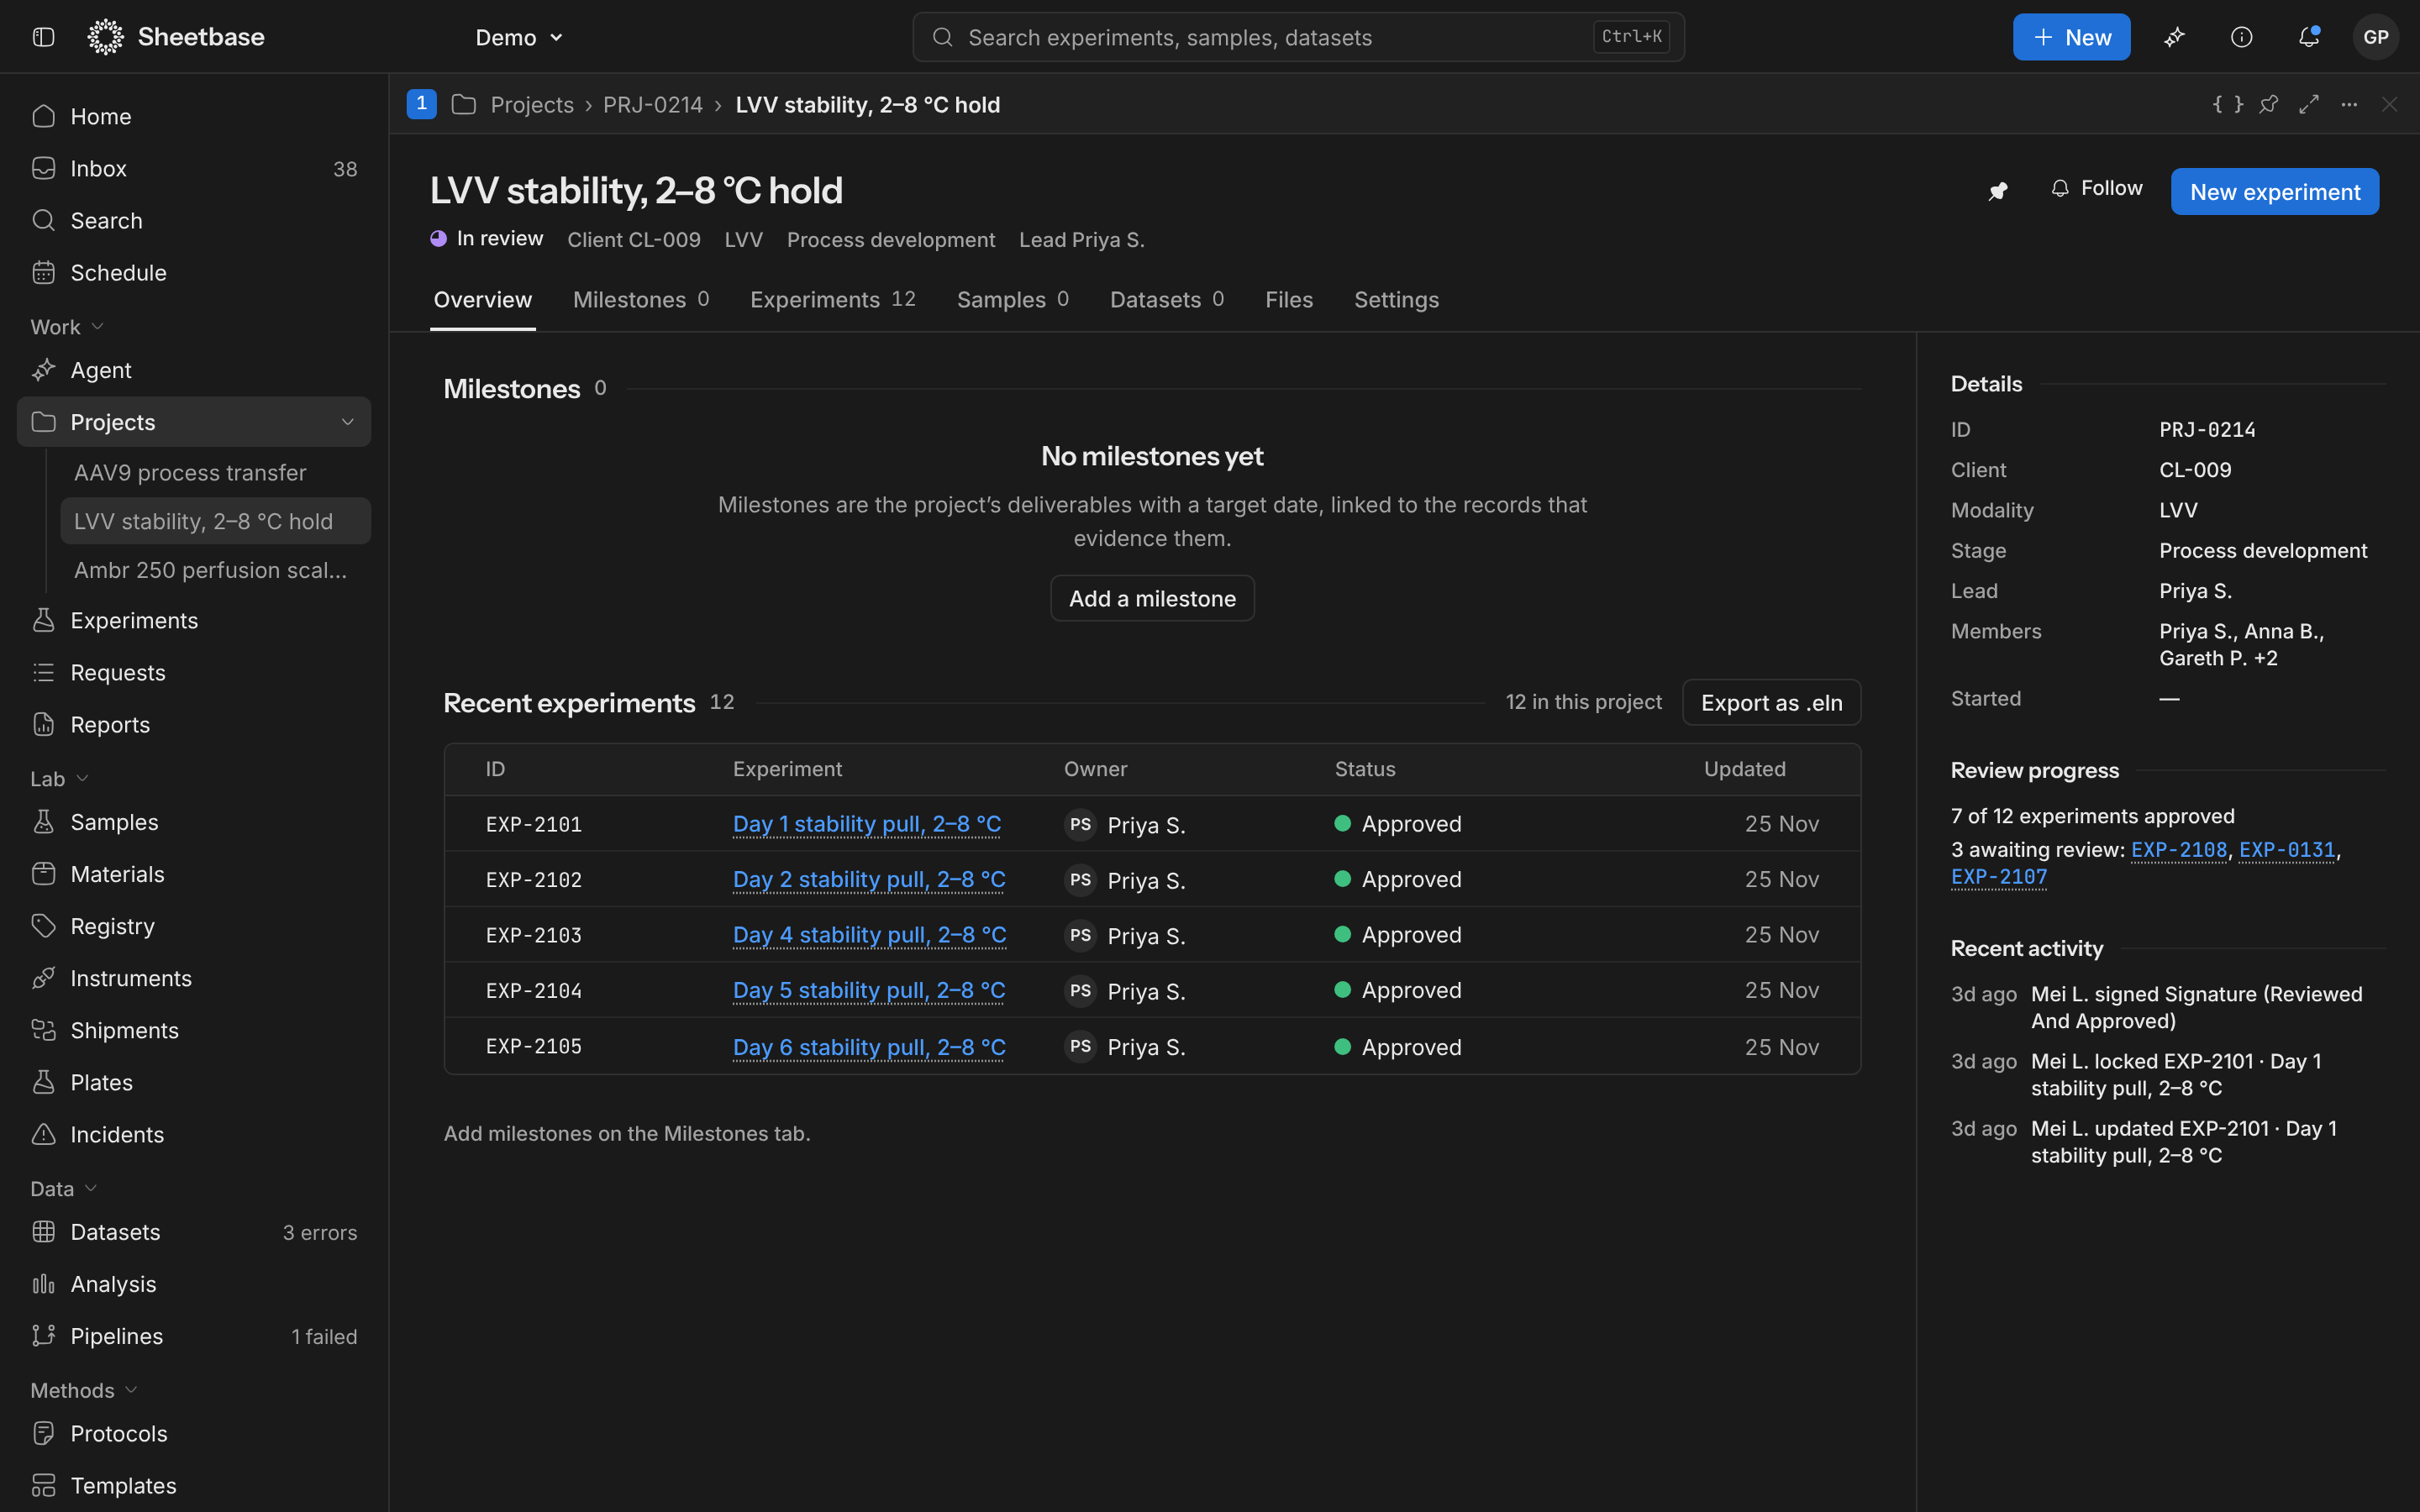 Sheetbase
Demo
Search experiments, samples, datasets
Ctrl+K
New
GP
Home
Inbox 38
Search
Schedule
Work
Agent
Projects
AAV9 process transfer
LVV stability, 2–8 °C hold
Ambr 250 perfusion scal...
Experiments
Requests
Reports
Lab
Samples
Materials
Registry
Instruments
Shipments
Plates
Incidents
Data
Datasets 3 errors
Analysis
Pipelines 1 failed
Methods
Protocols
Templates
1 Projects › PRJ-0214 › LVV stability, 2–8 °C hold
{ }
LVV stability, 2–8 °C hold
Follow
New experiment
In review Client CL-009 LVV Process development Lead Priya S.
Overview Milestones 0 Experiments 12 Samples 0 Datasets 0 Files Settings
Milestones 0
No milestones yet
Milestones are the project’s deliverables with a target date, linked to the records that
evidence them.
Add a milestone
Recent experiments 12
12 in this project
Export as .eln
ID Experiment Owner Status Updated
EXP-2101 Day 1 stability pull, 2–8 °C PS Priya S. Approved 25 Nov
EXP-2102 Day 2 stability pull, 2–8 °C PS Priya S. Approved 25 Nov
EXP-2103 Day 4 stability pull, 2–8 °C PS Priya S. Approved 25 Nov
EXP-2104 Day 5 stability pull, 2–8 °C PS Priya S. Approved 25 Nov
EXP-2105 Day 6 stability pull, 2–8 °C PS Priya S. Approved 25 Nov
Add milestones on the Milestones tab.
Details
ID PRJ-0214
Client CL-009
Modality LVV
Stage Process development
Lead Priya S.
Members Priya S., Anna B.,
Gareth P. +2
Started —
Review progress
7 of 12 experiments approved
3 awaiting review: EXP-2108, EXP-0131,
EXP-2107
Recent activity
3d ago Mei L. signed Signature (Reviewed
And Approved)
3d ago Mei L. locked EXP-2101 · Day 1
stability pull, 2–8 °C
3d ago Mei L. updated EXP-2101 · Day 1
stability pull, 2–8 °C